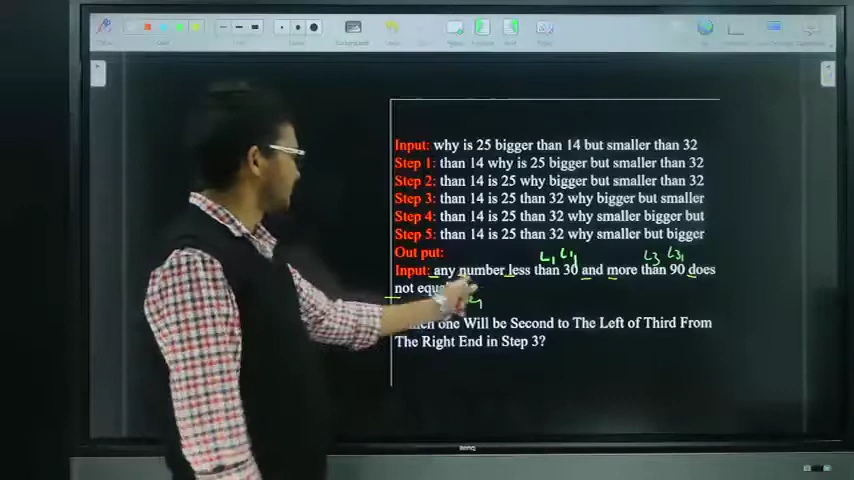 Input: why is 25 bigger than 14 but smaller than 32
Step 1: than 14 why is 25 bigger but smaller than 32
Step 2: than 14 is 25 why bigger but smaller than 32
Step 3: than 14 is 25 than 32 why bigger but smaller
Step 4: than 14 is 25 than 32 why smaller bigger but
Step 5: than 14 is 25 than 32 why smaller but bigger
Out put:
Input: any number less than 30 and more than 90 does
not
one Will be Second to The Left of Third From
The Right End in Step 3?